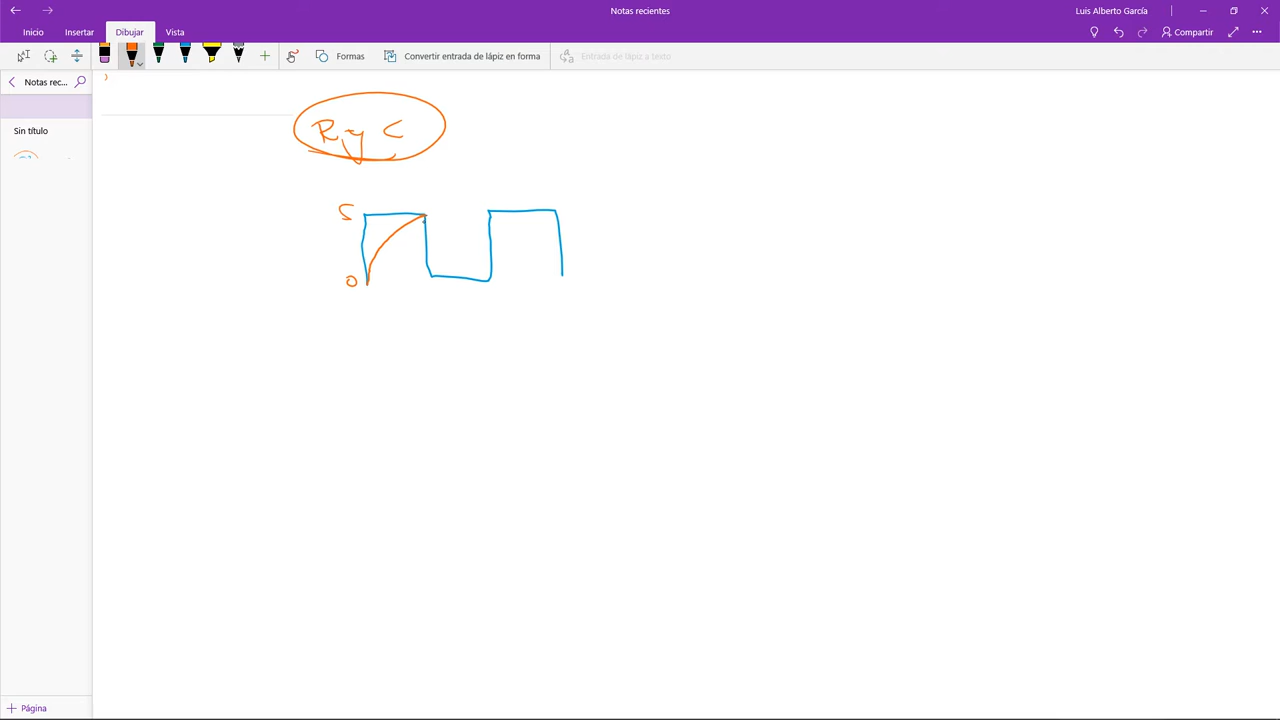 Notas recientes
Luis Alberto García
Inicio
Insertar
Dibujar
Vista
Compartir
Formas
Convertir entrada de lápiz en forma
Entrada de lápiz a texto
Notas rec...
Sin título
R y C
5
0
Página